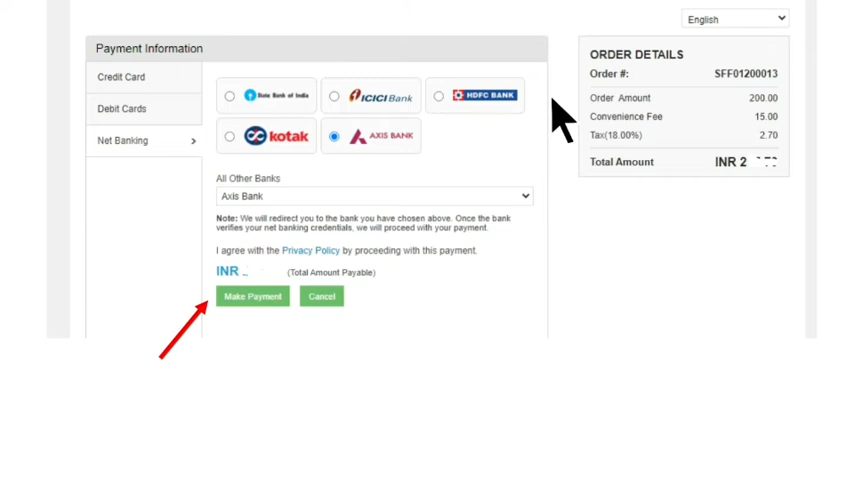 English
Payment Information
ORDER DETAILS
Order #: SFF01200013
Credit Card
Debit Cards
Net Banking
State Bank of India
ICICI Bank
HDFC BANK
kotak
AXIS BANK
Order Amount 200.00
Convenience Fee 15.00
Tax(18.00%) 2.70
Total Amount INR 2
All Other Banks
Axis Bank
Note: We will redirect you to the bank you have chosen above. Once the bank
verifies your net banking credentials, we will proceed with your payment.
I agree with the Privacy Policy by proceeding with this payment.
INR (Total Amount Payable)
Make Payment
Cancel